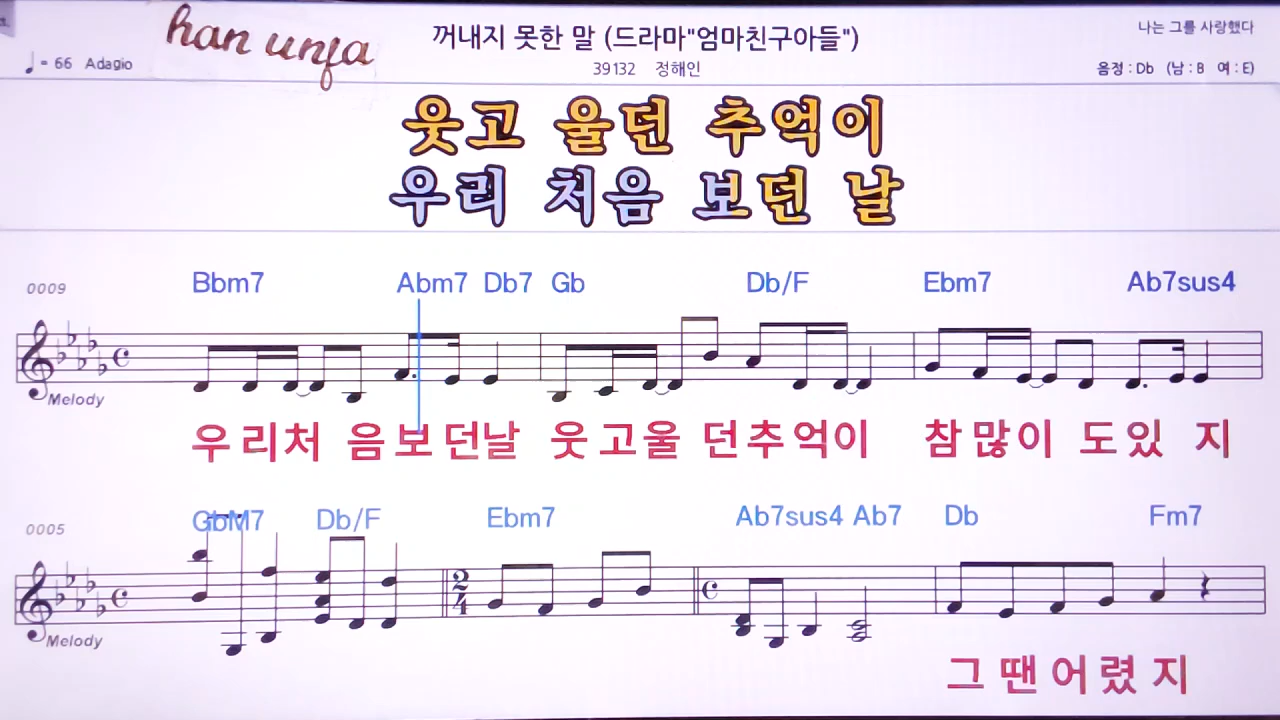 han unja
꺼내지 못한 말 (드라마"엄마친구아들")
나는 그를 사랑했다
♩= 66 Adagio
39132 정해인
음정 : Db (남 : B 여 : E)
웃고 울던 추억이
우리 처음 보던 날
0009 Bbm7 Abm7 Db7 Gb Db/F Ebm7 Ab7sus4
Melody
우리처 음보던날 웃고울 던추억이 참많이 도있 지
0005 GbM7 Db/F Ebm7 Ab7sus4 Ab7 Db Fm7
2
4
Melody
그땐어렸지